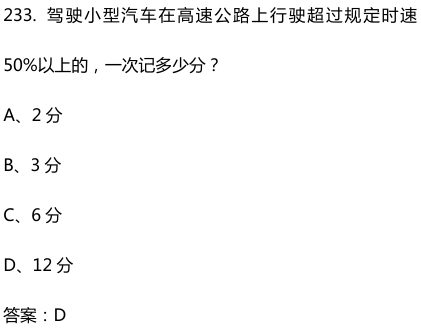 233. 驾驶小型汽车在高速公路上行驶超过规定时速
50%以上的，一次记多少分？
A、2 分
B、3 分
C、6 分
D、12 分
答案：D